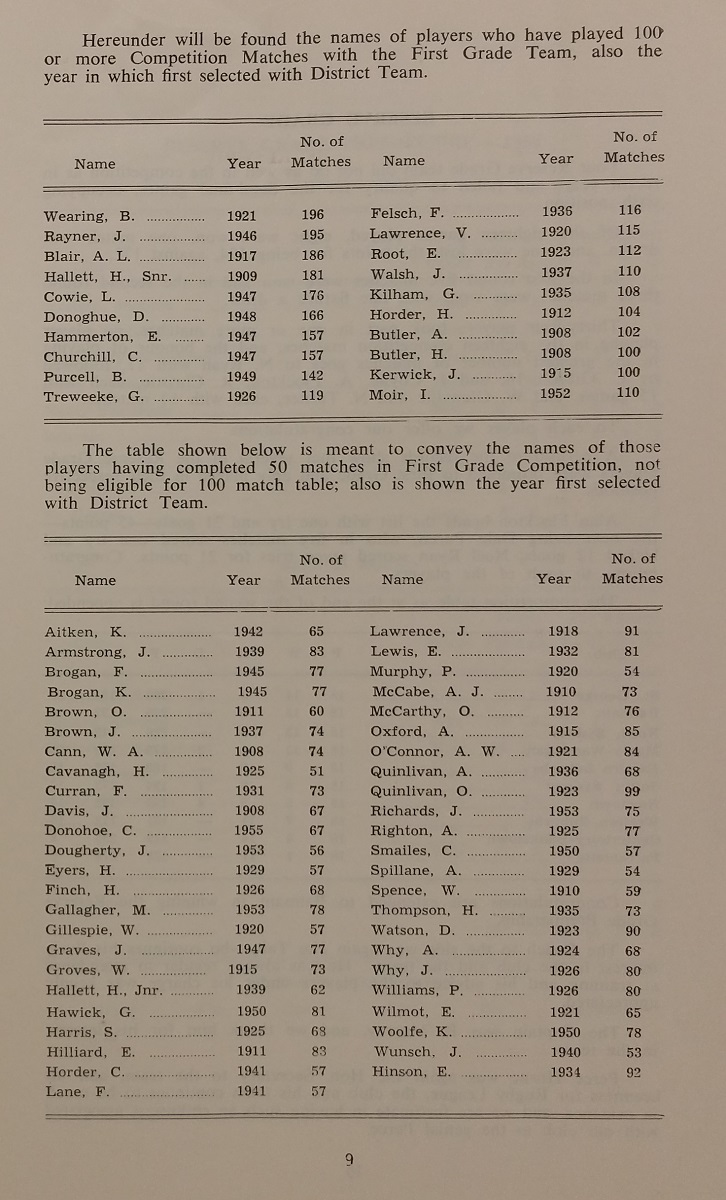 Hereunder will be found the names of players who have played 100
or more Competition Matches with the First Grade Team, also the
year in which first selected with District Team.
No. of No. of
Name Year Matches Name Year Matches
Wearing, B. ................ 1921 196 Felsch, F. .................. 1936 116
Rayner, J. .................. 1946 195 Lawrence, V. .......... 1920 115
Blair, A. L. .................. 1917 186 Root, E. ................ 1923 112
Hallett, H., Snr. ...... 1909 181 Walsh, J. ................ 1937 110
Cowie, L. ...................... 1947 176 Kilham, G. ............ 1935 108
Donoghue, D. ............ 1948 166 Horder, H. .............. 1912 104
Hammerton, E. ........ 1947 157 Butler, A. ................ 1908 102
Churchill, C. .............. 1947 157 Butler, H. ................ 1908 100
Purcell, B. .................. 1949 142 Kerwick, J. ............ 100
Treweeke, G. .............. 1926 119 Moir, I. .................... 1952 110
The table shown below is meant to convey the names of those
players having completed 50 matches in First Grade Competition, not
being eligible for 100 match table; also is shown the year first selected
with District Team.
No. of No. of
Name Year Matches Name Year Matches
Aitken, K. .................... 1942 65 Lawrence, J. ............ 1918 91
Armstrong, J. .............. 1939 83 Lewis, E. .................... 1932 81
Brogan, F. .................... 1945 77 Murphy, P. .............. 1920 54
Brogan, K. .................... 1945 77 McCabe, A. J. ........ 1910 73
Brown, O. .................... 1911 60 McCarthy, O. .......... 1912 76
Brown, J. ...................... 1937 74 Oxford, A. ................ 1915 85
Cann, W. A. ................ 1908 74 O'Connor, A. W. .... 1921 84
Cavanagh, H. .............. 1925 51 Quinlivan, A. ............ 1936 68
Curran, F. .................... 1931 73 Quinlivan, O. ............ 1923 99
Davis, J. ........................ 1908 67 Richards, J. .............. 1953 75
Donohoe, C. .................. 1955 67 Righton, A. .............. 1925 77
Dougherty, J. .............. 1953 56 Smailes, C. ................ 1950 57
Eyers, H. ........................ 1929 57 Spillane, A. .............. 1929 54
Finch, H. ...................... 1926 68 Spence, W. .............. 1910 59
Gallagher, M. .............. 1953 78 Thompson, H. .......... 1935 73
Gillespie, W. ................ 1920 57 Watson, D. ................ 1923 90
Graves, J. .................... 1947 77 Why, A. ...................... 1924 68
Groves, W. .................. 1915 73 Why, J. ...................... 1926 80
Hallett, H., Jnr. ............ 1939 62 Williams, P. .............. 1926 80
Hawick, G. .................. 1950 81 Wilmot, E. ................ 1921 65
Harris, S. ...................... 1925 68 Woolfe, K. ................ 1950 78
Hilliard, E. .................. 1911 83 Wunsch, J. .............. 1940 53
Horder, C. .................... 1941 57 Hinson, E. .................. 1934 92
Lane, F. .......................... 1941 57
9